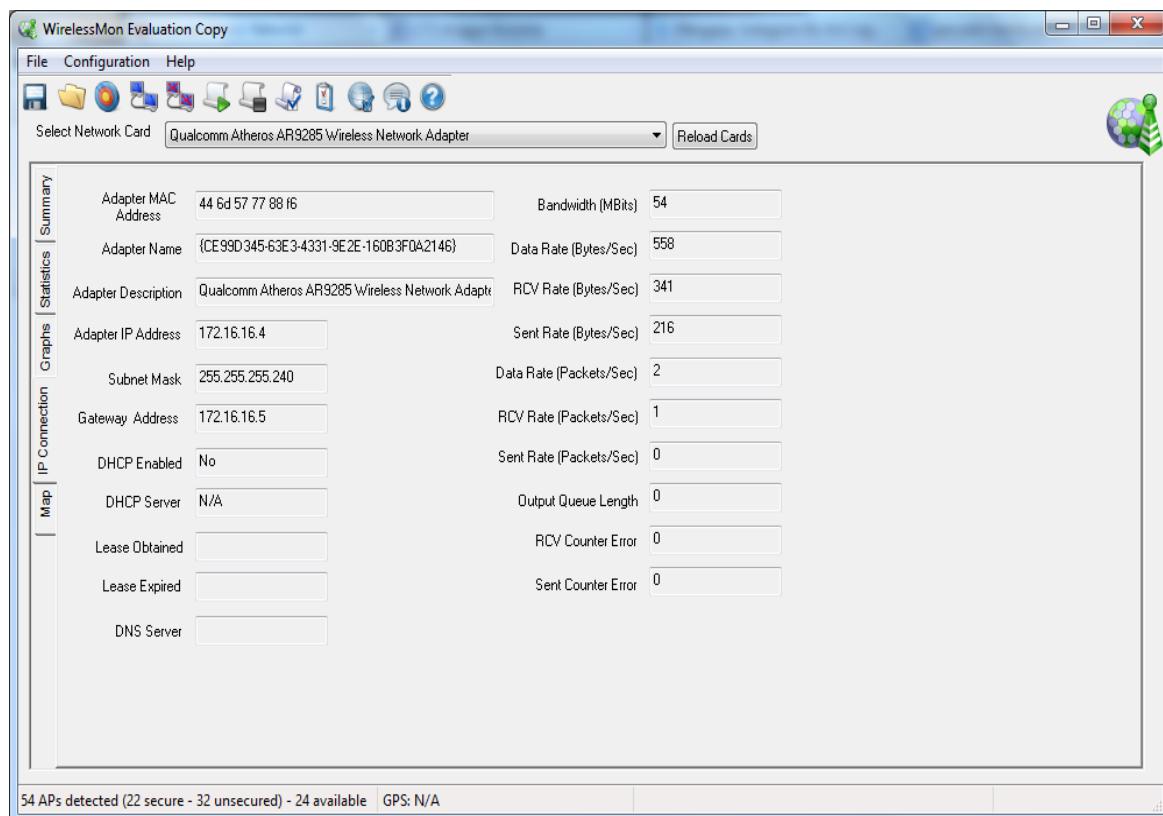 WirelessMon Evaluation Copy
File Configuration Help
Select Network Card Qualcomm Atheros AR9285 Wireless Network Adapter Reload Cards
Summary
Statistics
Graphs
IP Connection
Map
Adapter MAC Address 44 6d 57 77 88 f6
Adapter Name {CE99D345-63E3-4331-9E2E-160B3F0A2146}
Adapter Description Qualcomm Atheros AR9285 Wireless Network Adapte
Adapter IP Address 172.16.16.4
Subnet Mask 255.255.255.240
Gateway Address 172.16.16.5
DHCP Enabled No
DHCP Server N/A
Lease Obtained
Lease Expired
DNS Server
Bandwidth (MBits) 54
Data Rate (Bytes/Sec) 558
RCV Rate (Bytes/Sec) 341
Sent Rate (Bytes/Sec) 216
Data Rate (Packets/Sec) 2
RCV Rate (Packets/Sec) 1
Sent Rate (Packets/Sec) 0
Output Queue Length 0
RCV Counter Error 0
Sent Counter Error 0
54 APs detected (22 secure - 32 unsecured) - 24 available GPS: N/A